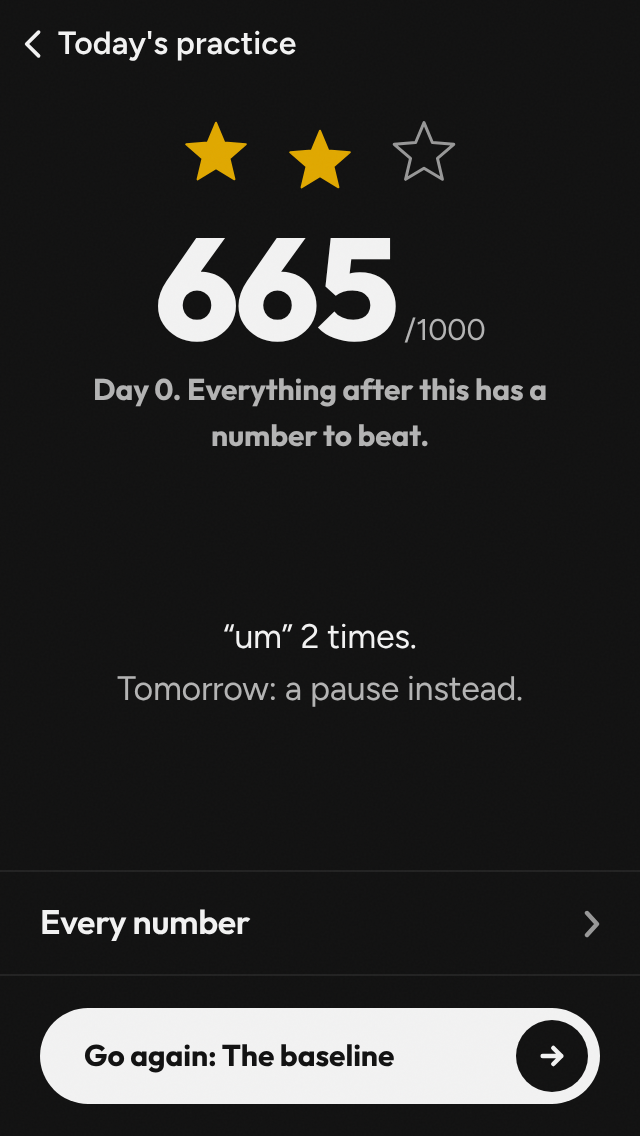 Today's practice
665 /1000
Day 0. Everything after this has a
number to beat.
“um” 2 times.
Tomorrow: a pause instead.
Every number
Go again: The baseline